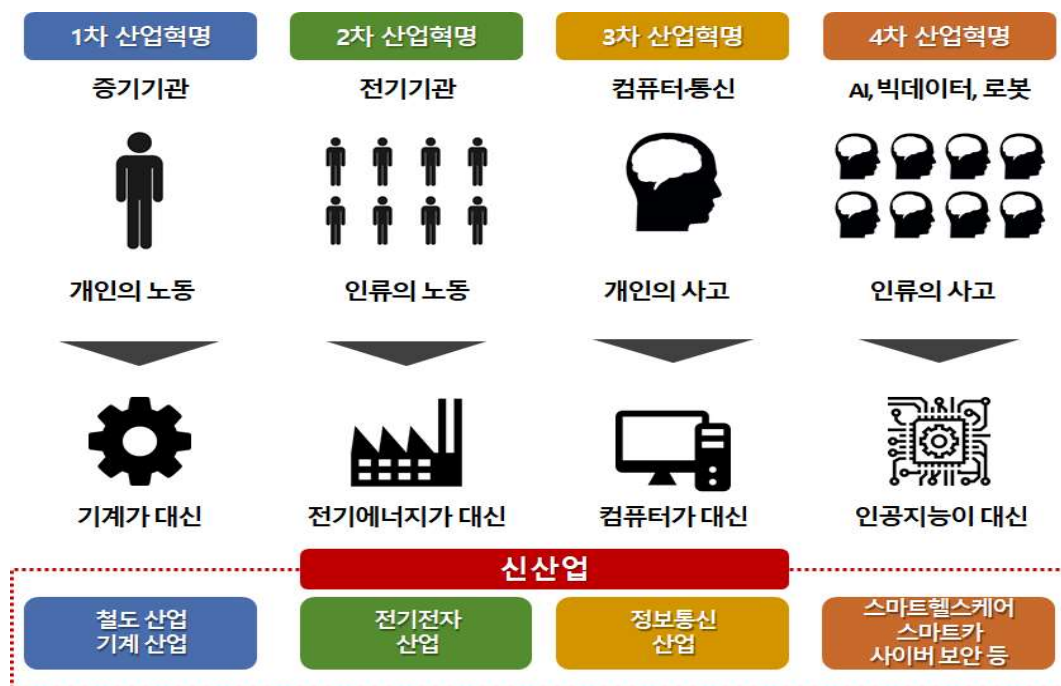 1차 산업혁명
2차 산업혁명
3차 산업혁명
4차 산업혁명
증기기관
전기기관
컴퓨터·통신
AI, 빅데이터, 로봇
개인의 노동
인류의 노동
개인의 사고
인류의 사고
기계가 대신
전기에너지가 대신
컴퓨터가 대신
인공지능이 대신
신산업
철도 산업
기계 산업
전기전자
산업
정보통신
산업
스마트헬스케어
스마트카
사이버 보안 등